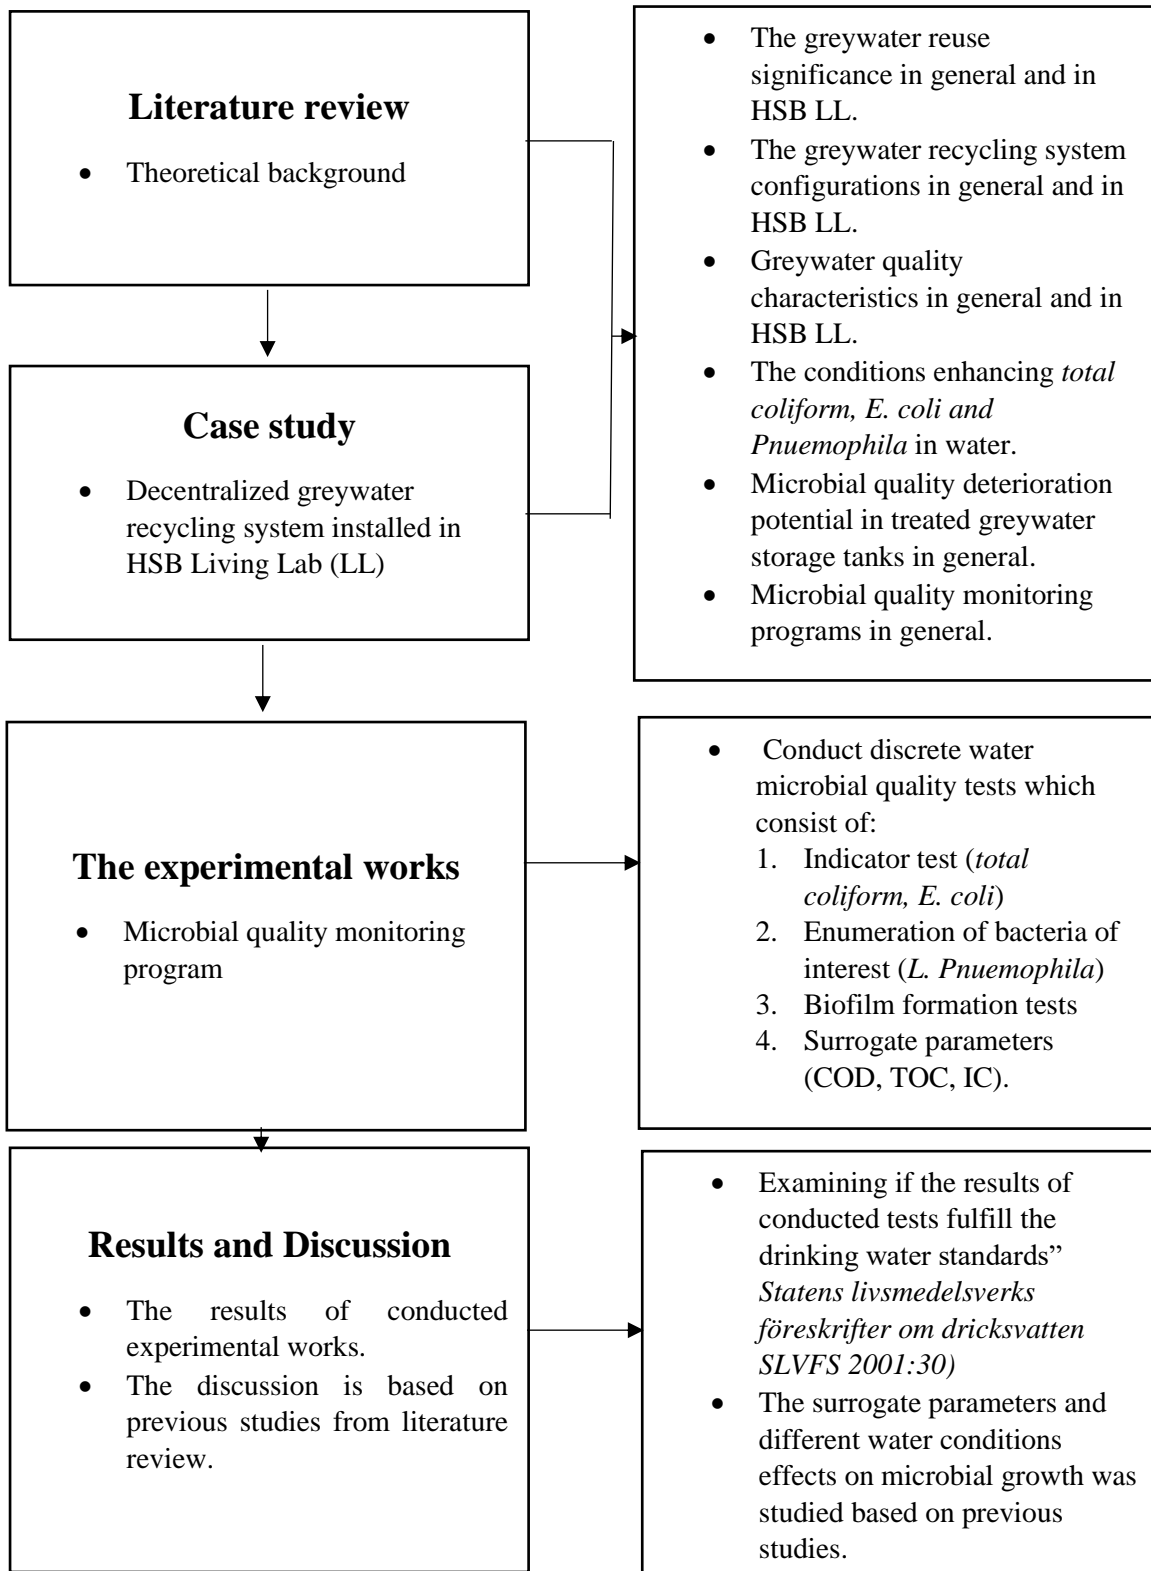 Literature review
• Theoretical background
• The greywater reuse
significance in general and in
HSB LL.
• The greywater recycling system
configurations in general and in
HSB LL.
• Greywater quality
characteristics in general and in
HSB LL.
• The conditions enhancing total
coliform, E. coli and
Pnuemophila in water.
• Microbial quality deterioration
potential in treated greywater
storage tanks in general.
• Microbial quality monitoring
programs in general.
Case study
• Decentralized greywater
recycling system installed in
HSB Living Lab (LL)
The experimental works
• Microbial quality monitoring
program
• Conduct discrete water
microbial quality tests which
consist of:
1. Indicator test (total
coliform, E. coli)
2. Enumeration of bacteria of
interest (L. Pnuemophila)
3. Biofilm formation tests
4. Surrogate parameters
(COD, TOC, IC).
Results and Discussion
• The results of conducted
experimental works.
• The discussion is based on
previous studies from literature
review.
• Examining if the results of
conducted tests fulfill the
drinking water standards”
Statens livsmedelsverks
föreskrifter om dricksvatten
SLVFS 2001:30)
• The surrogate parameters and
different water conditions
effects on microbial growth was
studied based on previous
studies.